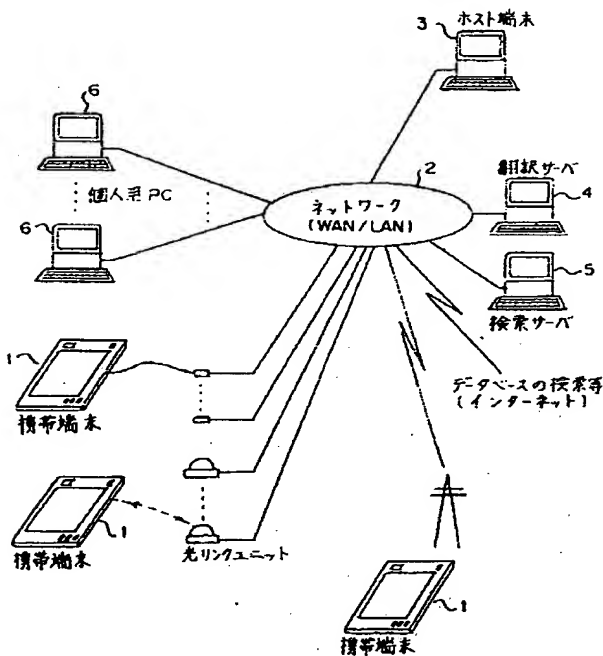 3
ホスト端末
6
個人系PC
6
2
ネットワーク
(WAN/LAN)
翻訳サーバ
4
5
検索サーバ
データベースの検索等
(インターネット)
1
携帯端末
1
携帯端末
光リンクユニット
1
携帯端末